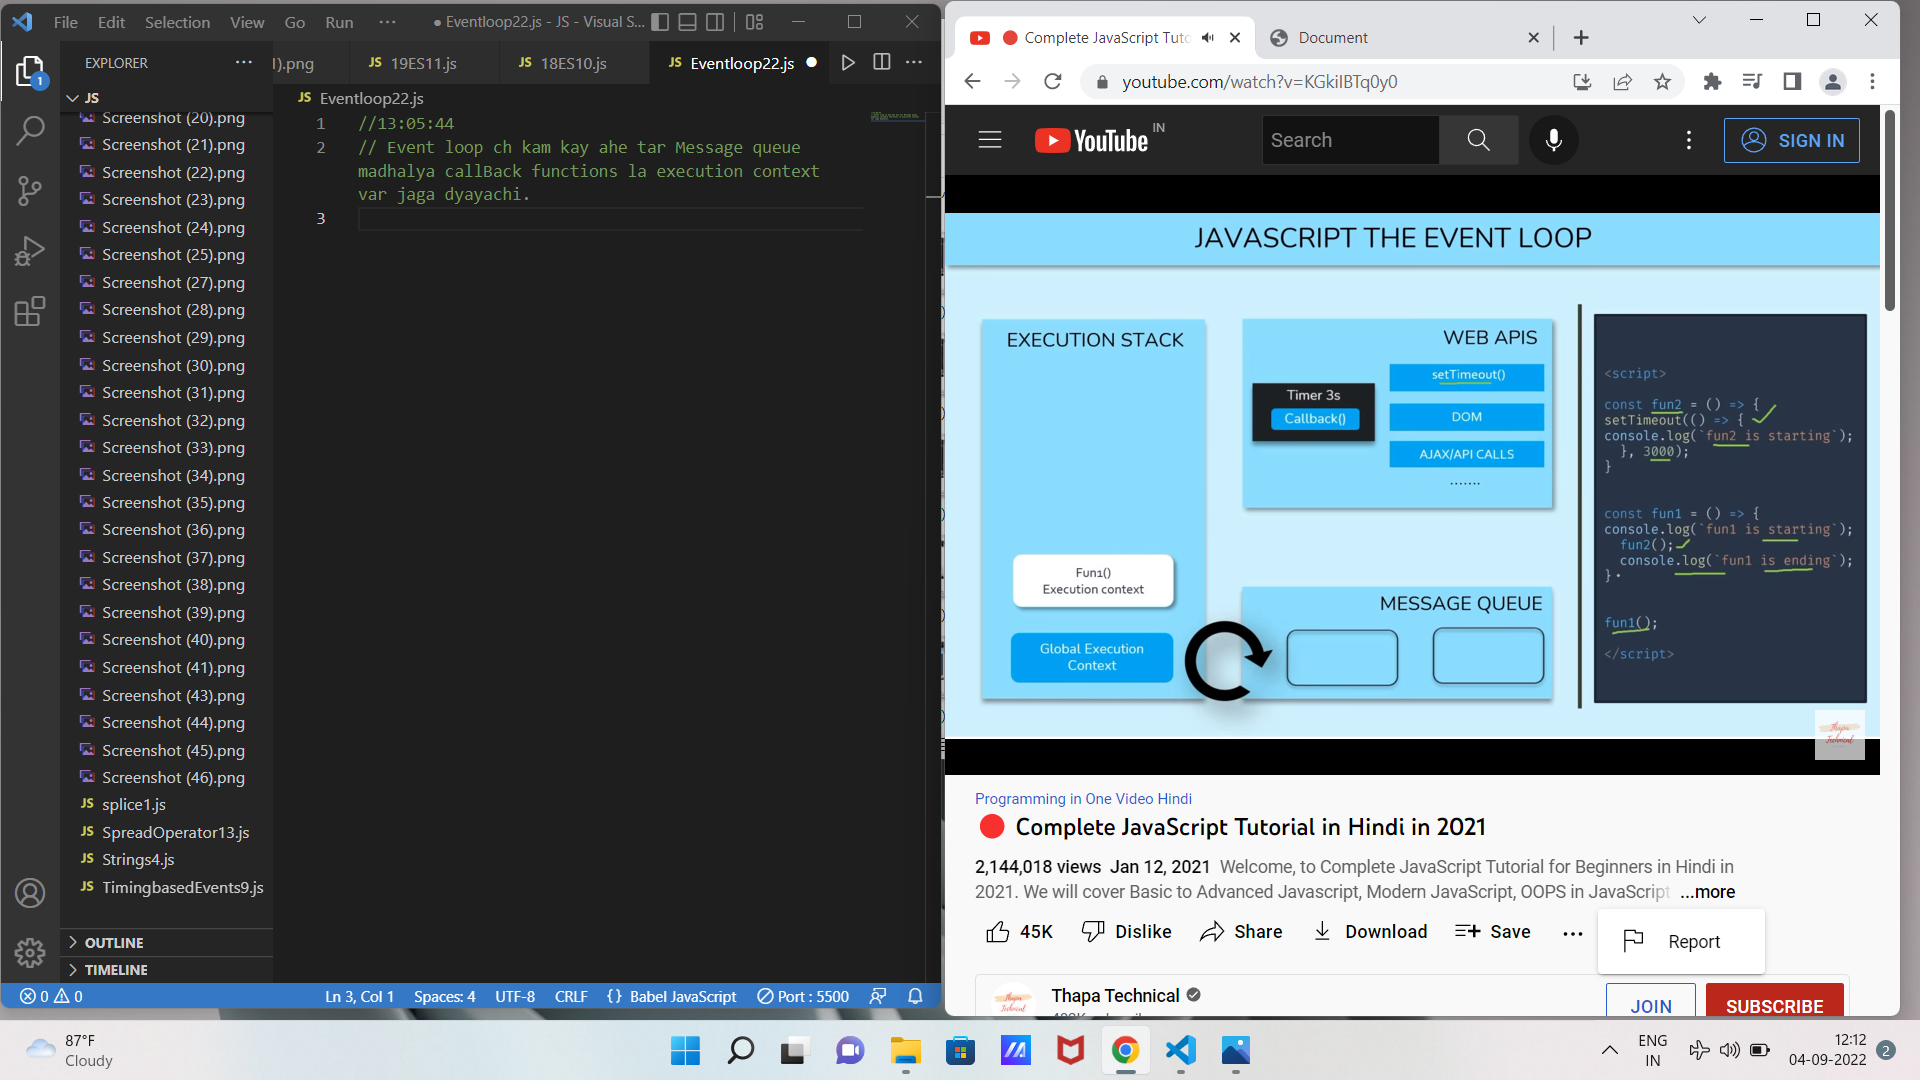 File Edit Selection View Go Run ···
● Eventloop22.js - JS - Visual S...
EXPLORER ···
1).png
JS 19ES11.js
JS 18ES10.js
JS Eventloop22.js ●
1
JS
Screenshot (20).png
Screenshot (21).png
Screenshot (22).png
Screenshot (23).png
Screenshot (24).png
Screenshot (25).png
Screenshot (27).png
Screenshot (28).png
Screenshot (29).png
Screenshot (30).png
Screenshot (31).png
Screenshot (32).png
Screenshot (33).png
Screenshot (34).png
Screenshot (35).png
Screenshot (36).png
Screenshot (37).png
Screenshot (38).png
Screenshot (39).png
Screenshot (40).png
Screenshot (41).png
Screenshot (43).png
Screenshot (44).png
Screenshot (45).png
Screenshot (46).png
JS splice1.js
JS SpreadOperator13.js
JS Strings4.js
JS TimingbasedEvents9.js
OUTLINE
TIMELINE
JS Eventloop22.js
1 //13:05:44
2 // Event loop ch kam kay ahe tar Message queue
madhalya callBack functions la execution context
var jaga dyayachi.
3
0 0
Ln 3, Col 1 Spaces: 4 UTF-8 CRLF {} Babel JavaScript Port : 5500
Complete JavaScript Tuto
Document
youtube.com/watch?v=KGkiIBTq0y0
YouTube IN
Search
SIGN IN
JAVASCRIPT THE EVENT LOOP
EXECUTION STACK
Fun1()
Execution context
Global Execution
Context
WEB APIS
Timer 3s
Callback()
setTimeout()
DOM
AJAX/API CALLS
.......
MESSAGE QUEUE
<script>
const fun2 = () => {
setTimeout(() => {
console.log(`fun2 is starting`);
}, 3000);
}
const fun1 = () => {
console.log(`fun1 is starting`);
fun2();
console.log(`fun1 is ending`);
}
fun1();
</script>
Thapa
Technical
Programming in One Video Hindi
Complete JavaScript Tutorial in Hindi in 2021
2,144,018 views Jan 12, 2021 Welcome, to Complete JavaScript Tutorial for Beginners in Hindi in
2021. We will cover Basic to Advanced Javascript, Modern JavaScript, OOPS in JavaScript ...more
45K Dislike Share Download Save ···
Report
Thapa Technical
JOIN
SUBSCRIBE
87°F
Cloudy
ENG
IN
12:12
04-09-2022
2